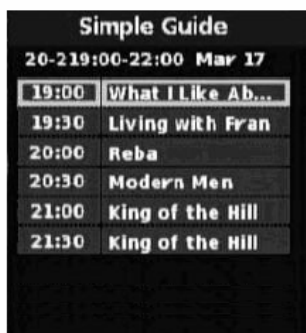 Simple Guide
20-219:00-22:00 Mar 17
19:00 What I Like Ab...
19:30 Living with Fran
20:00 Reba
20:30 Modern Men
21:00 King of the Hill
21:30 King of the Hill